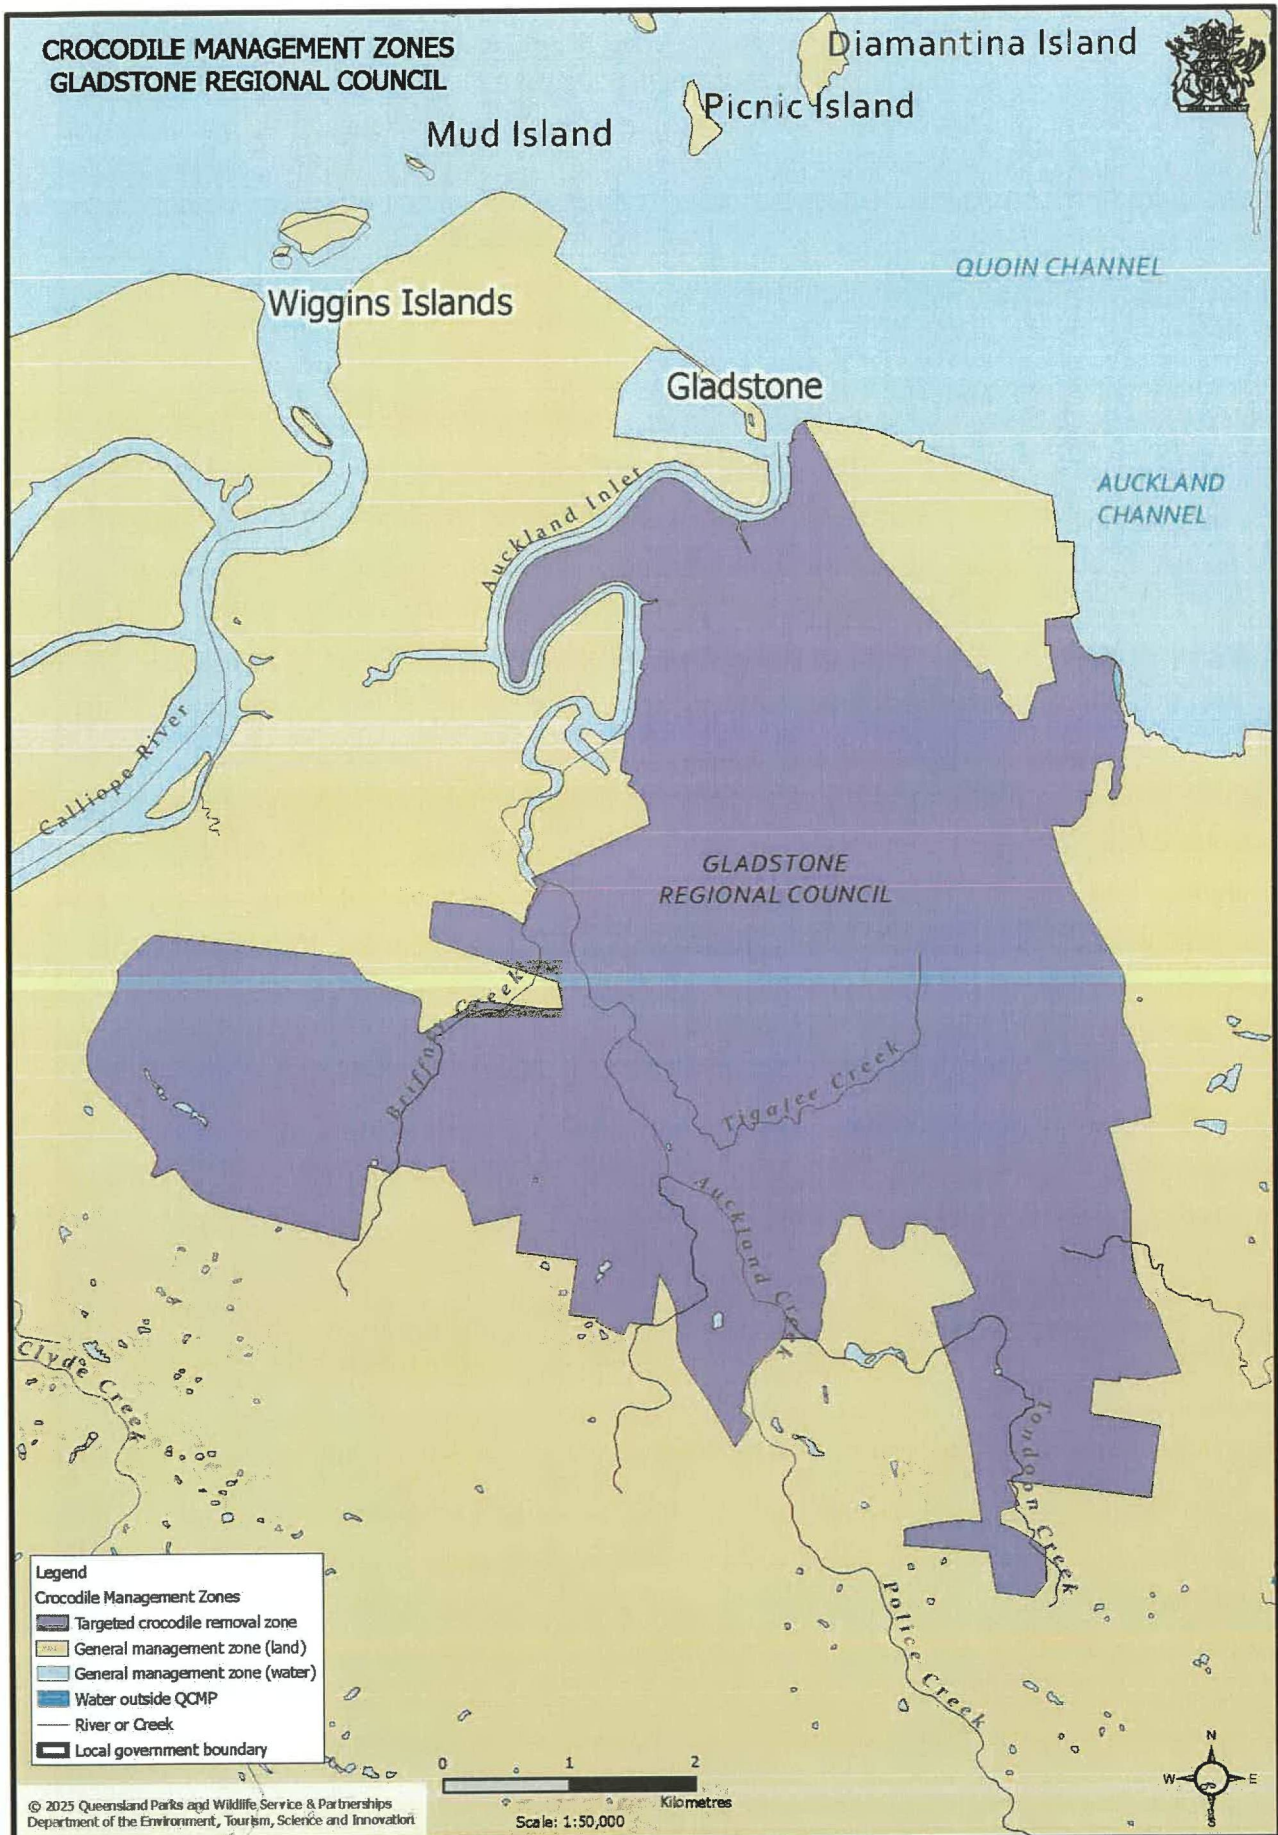 CROCODILE MANAGEMENT ZONES
GLADSTONE REGIONAL COUNCIL
Diamantina Island
Picnic Island
Mud Island
QUOIN CHANNEL
Wiggins Islands
Gladstone
AUCKLAND
CHANNEL
Auckland Inlet
Calliope River
GLADSTONE
REGIONAL COUNCIL
Briffney Creek
Tigalee Creek
Auckland Creek
Clyde Creek
Tondoon Creek
Police Creek
Legend
Crocodile Management Zones
Targeted crocodile removal zone
General management zone (land)
General management zone (water)
Water outside QCMP
River or Creek
Local government boundary
0 1 2
Kilometres
Scale: 1:50,000
N
W E
S
© 2025 Queensland Parks and Wildlife Service & Partnerships
Department of the Environment, Tourism, Science and Innovation